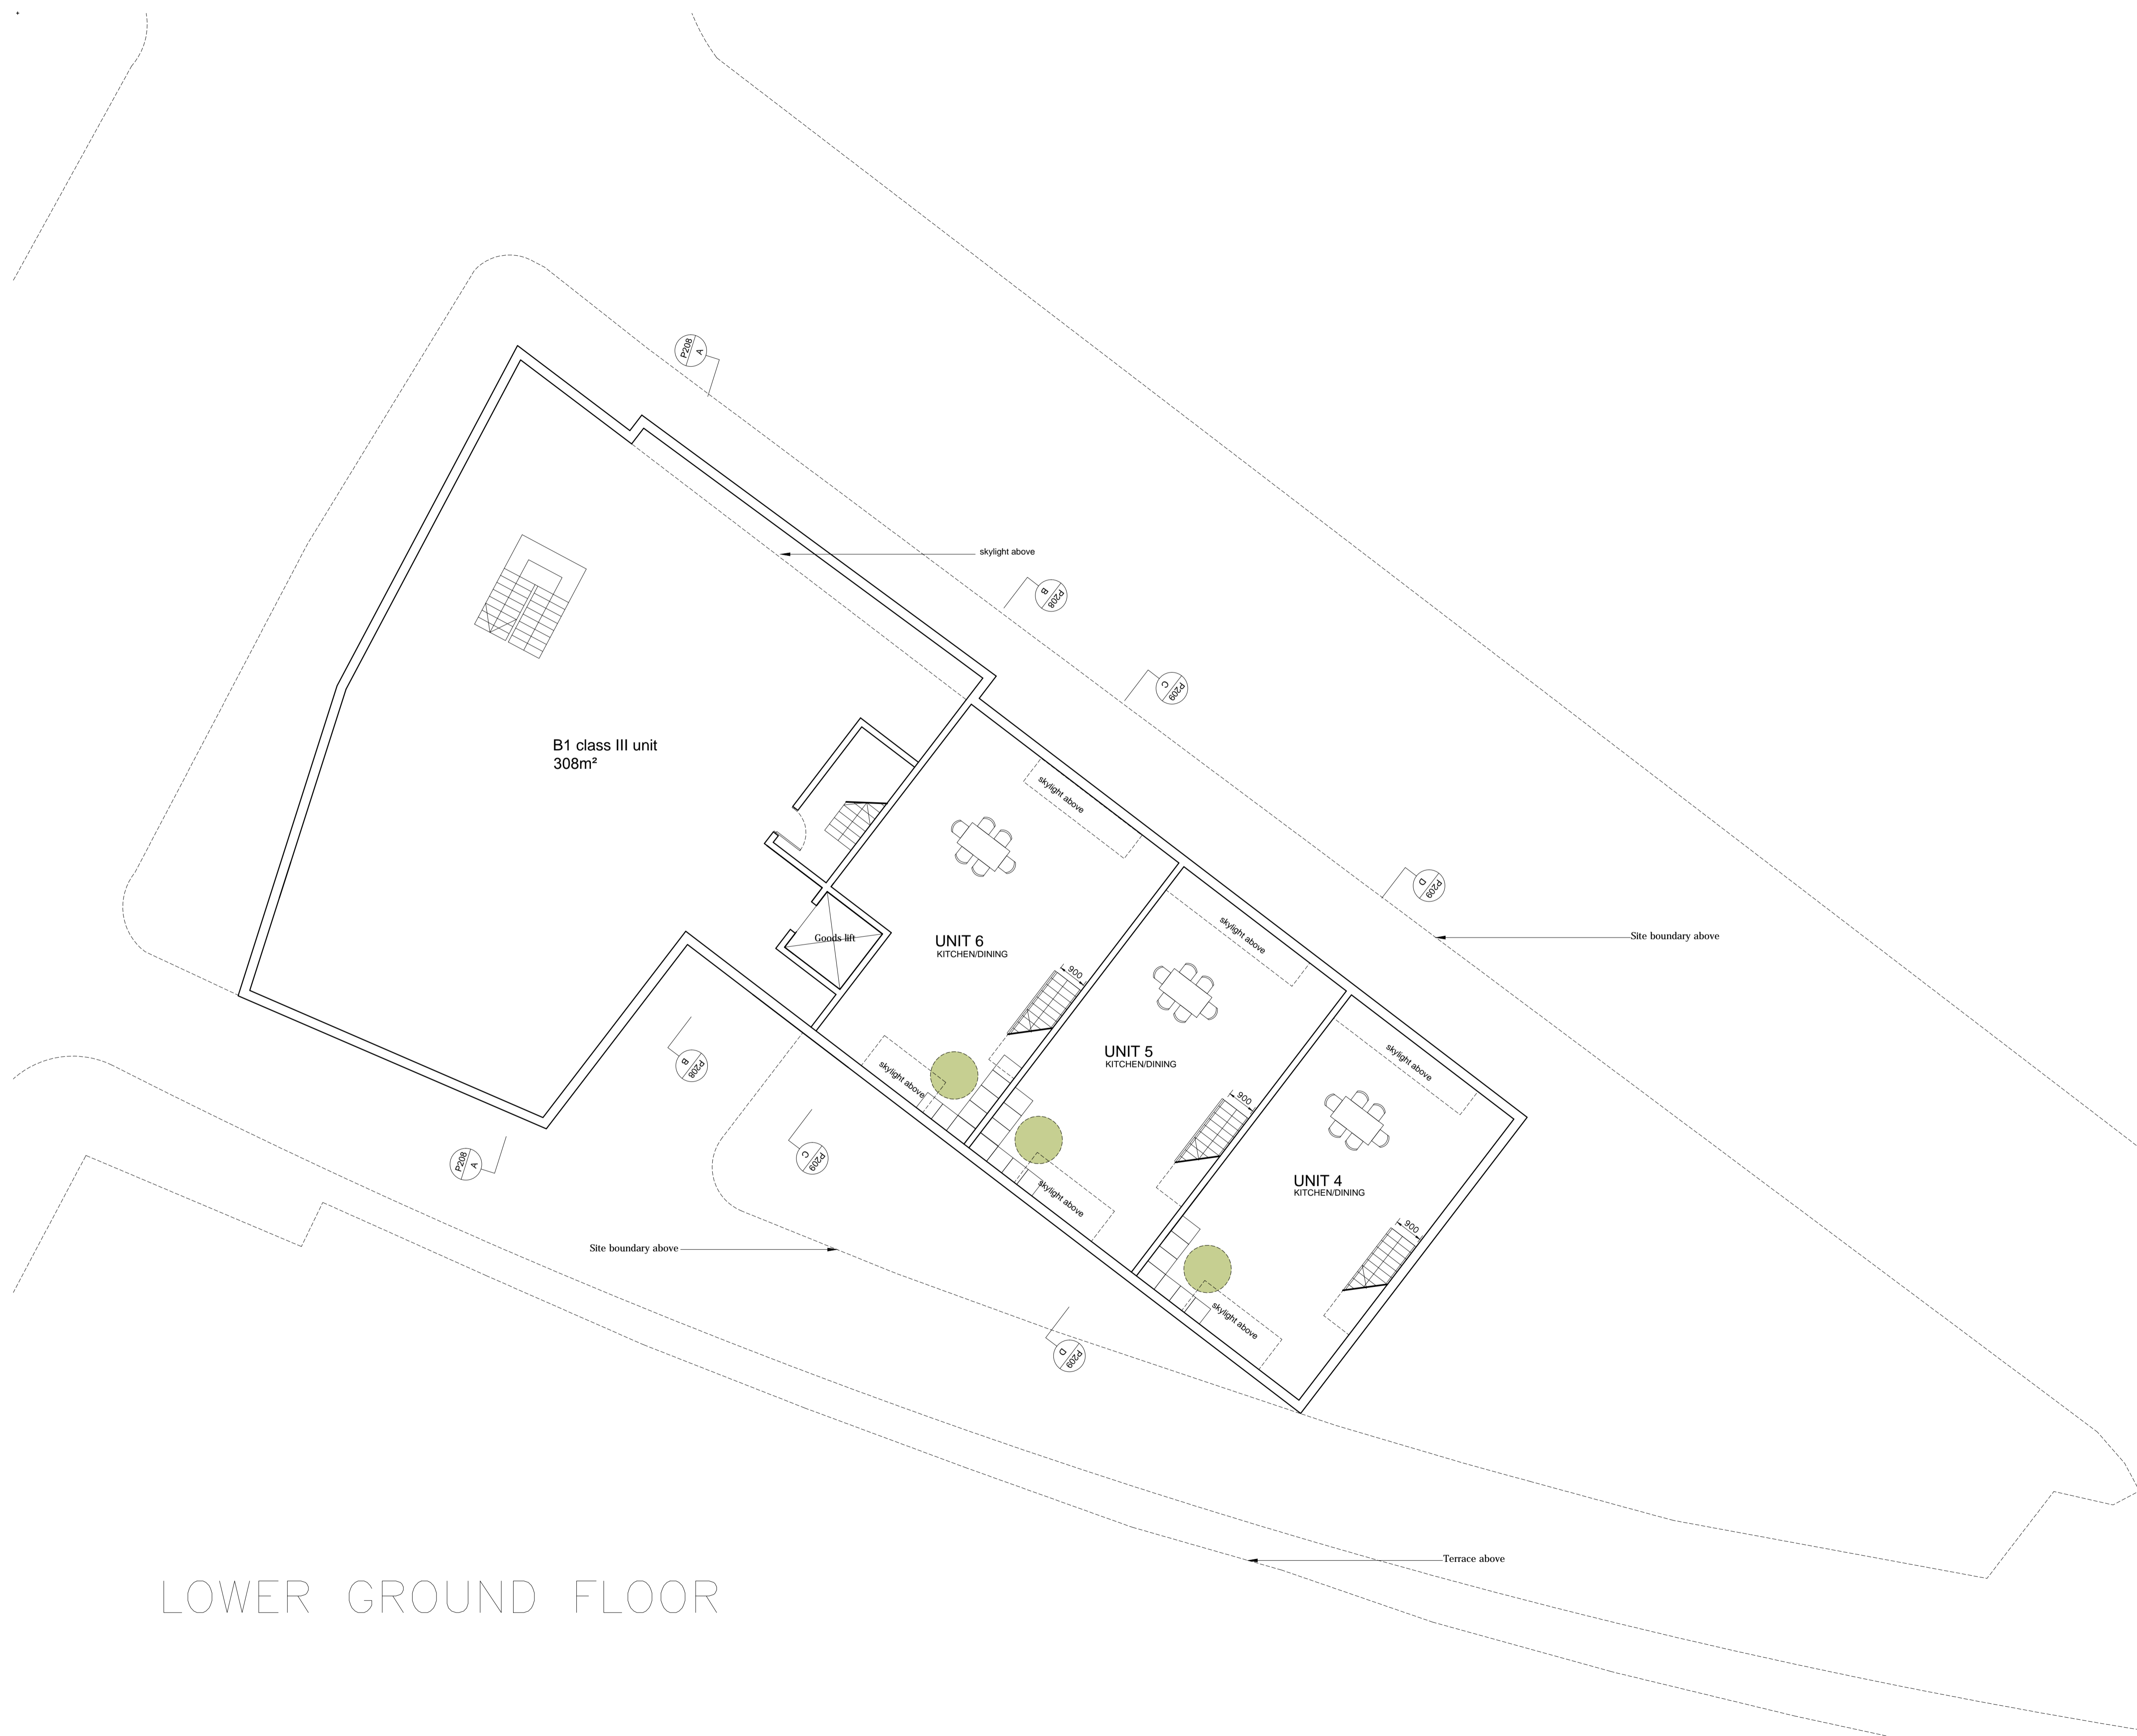 P208
A
skylight above
P208
B
P209
C
B1 class III unit
308m²
skylight above
P209
D
skylight above
Site boundary above
Goods lift
UNIT 6
KITCHEN/DINING
900
UNIT 5
KITCHEN/DINING
skylight above
P208
B
skylight above
900
P209
C
P208
A
UNIT 4
KITCHEN/DINING
skylight above
900
Site boundary above
skylight above
P209
D
Terrace above
LOWER GROUND FLOOR